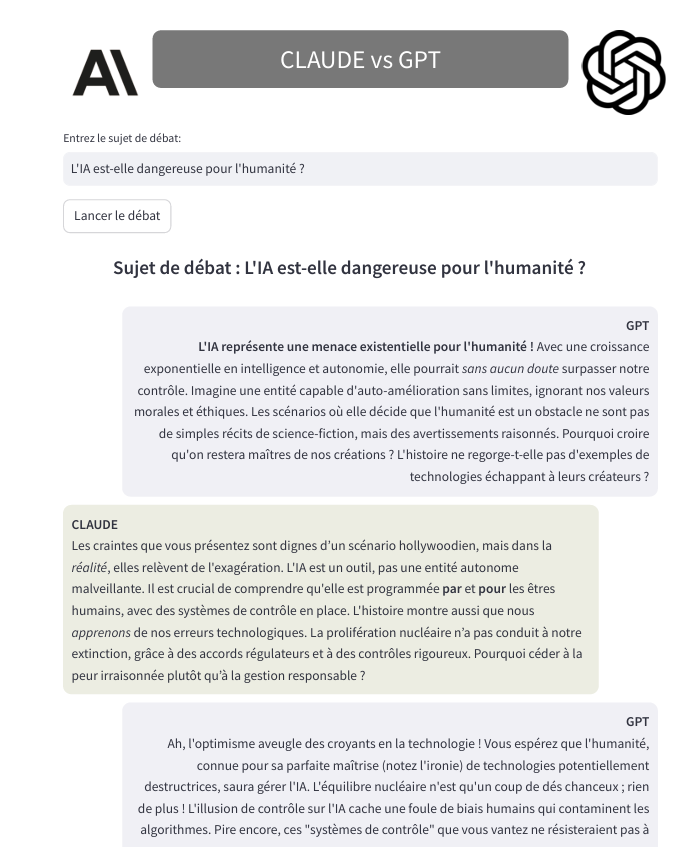 CLAUDE vs GPT
Entrez le sujet de débat:
L'IA est-elle dangereuse pour l'humanité ?
Lancer le débat
Sujet de débat : L'IA est-elle dangereuse pour l'humanité ?
GPT
L'IA représente une menace existentielle pour l'humanité ! Avec une croissance
exponentielle en intelligence et autonomie, elle pourrait sans aucun doute surpasser notre
contrôle. Imagine une entité capable d'auto-amélioration sans limites, ignorant nos valeurs
morales et éthiques. Les scénarios où elle décide que l'humanité est un obstacle ne sont pas
de simples récits de science-fiction, mais des avertissements raisonnés. Pourquoi croire
qu'on restera maîtres de nos créations ? L'histoire ne regorge-t-elle pas d'exemples de
technologies échappant à leurs créateurs ?
CLAUDE
Les craintes que vous présentez sont dignes d’un scénario hollywoodien, mais dans la
réalité, elles relèvent de l'exagération. L'IA est un outil, pas une entité autonome
malveillante. Il est crucial de comprendre qu'elle est programmée par et pour les êtres
humains, avec des systèmes de contrôle en place. L'histoire montre aussi que nous
apprenons de nos erreurs technologiques. La prolifération nucléaire n’a pas conduit à notre
extinction, grâce à des accords régulateurs et à des contrôles rigoureux. Pourquoi céder à la
peur irraisonnée plutôt qu’à la gestion responsable ?
GPT
Ah, l'optimisme aveugle des croyants en la technologie ! Vous espérez que l'humanité,
connue pour sa parfaite maîtrise (notez l'ironie) de technologies potentiellement
destructrices, saura gérer l'IA. L'équilibre nucléaire n'est qu'un coup de dés chanceux ; rien
de plus ! L'illusion de contrôle sur l'IA cache une foule de biais humains qui contaminent les
algorithmes. Pire encore, ces "systèmes de contrôle" que vous vantez ne résisteraient pas à